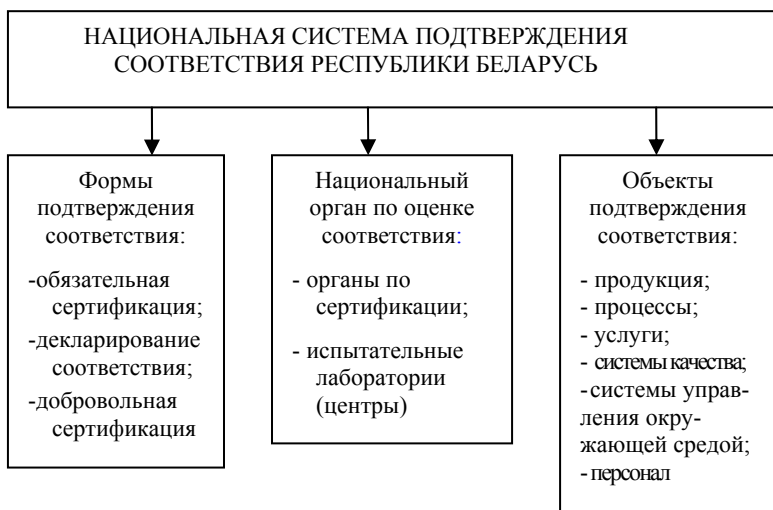 НАЦИОНАЛЬНАЯ СИСТЕМА ПОДТВЕРЖДЕНИЯ
СООТВЕТСТВИЯ РЕСПУБЛИКИ БЕЛАРУСЬ
Формы
подтверждения
соответствия:
-обязательная
сертификация;
-декларирование
соответствия;
-добровольная
сертификация
Национальный
орган по оценке
соответствия:
- органы по
сертификации;
- испытательные
лаборатории
(центры)
Объекты
подтверждения
соответствия:
- продукция;
- процессы;
- услуги;
- системы качества;
-системы управ-
ления окру-
жающей средой;
- персонал